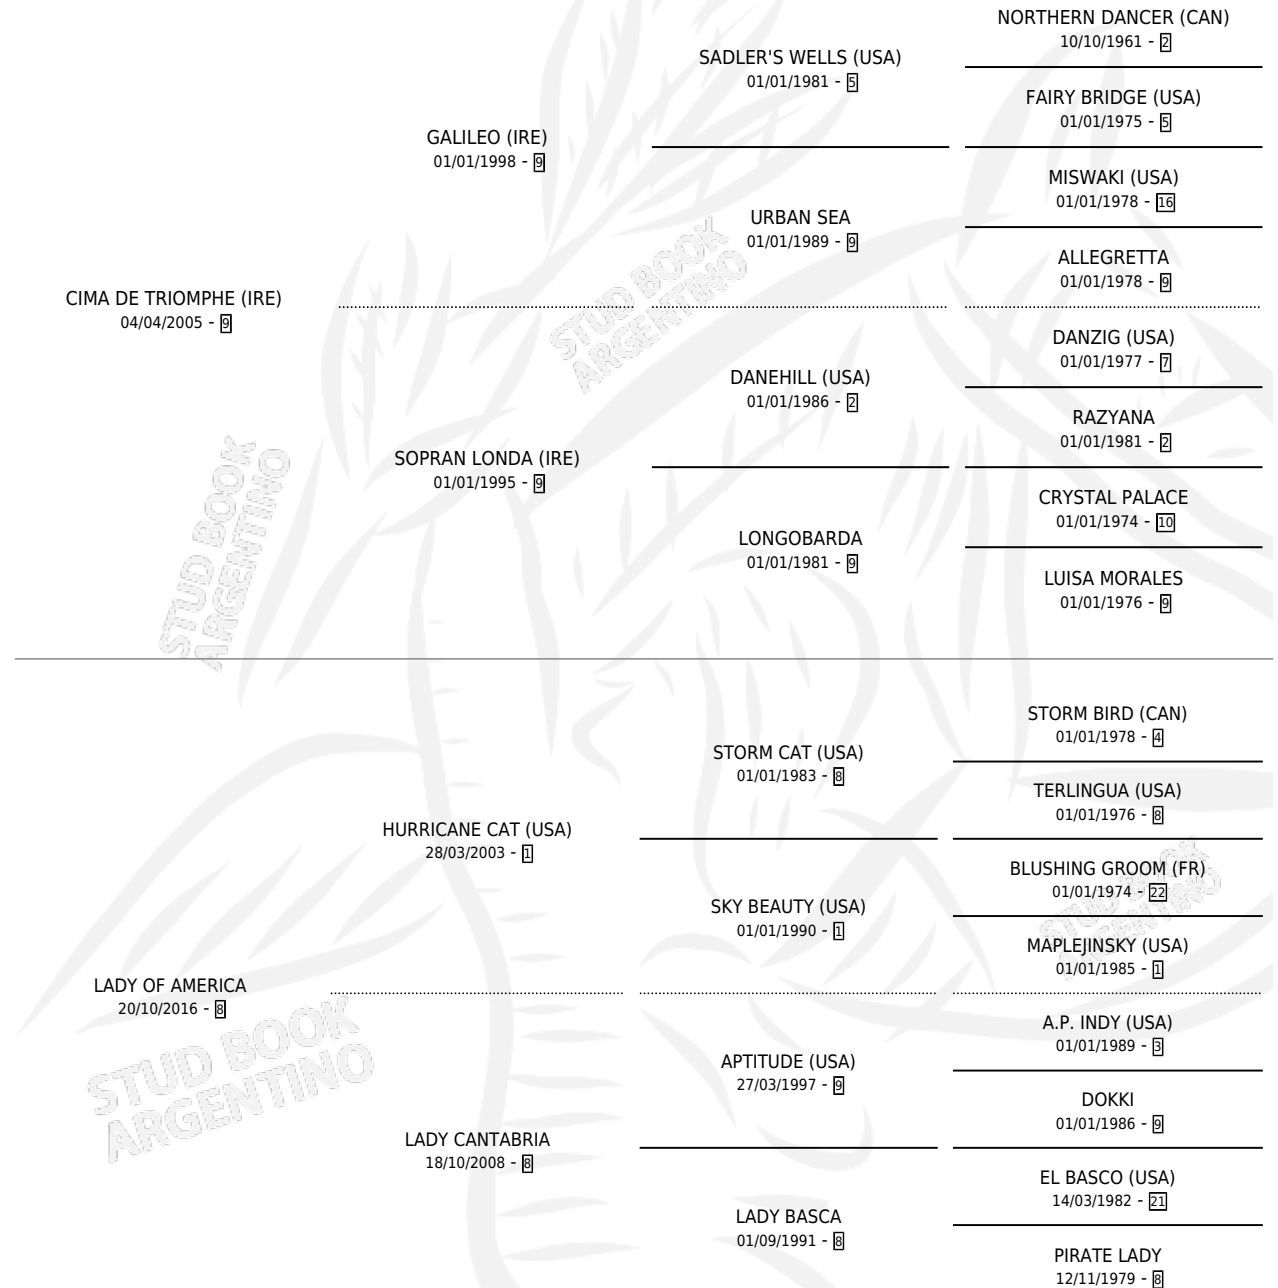 NORTHERN DANCER (CAN)
10/10/1961 - 2
SADLER'S WELLS (USA)
01/01/1981 - 5
FAIRY BRIDGE (USA)
01/01/1975 - 5
GALILEO (IRE)
01/01/1998 - 9
MISWAKI (USA)
01/01/1978 - 16
URBAN SEA
01/01/1989 - 9
ALLEGRETTA
01/01/1978 - 9
CIMA DE TRIOMPHE (IRE)
04/04/2005 - 9
STUD BOOK
ARGENTINO
DANZIG (USA)
01/01/1977 - 7
DANEHILL (USA)
01/01/1986 - 2
RAZYANA
01/01/1981 - 2
SOPRAN LONDA (IRE)
01/01/1995 - 9
CRYSTAL PALACE
01/01/1974 - 10
LONGOBARDA
01/01/1981 - 9
LUISA MORALES
01/01/1976 - 9
STUD BOOK
ARGENTINO
STORM BIRD (CAN)
01/01/1978 - 4
STORM CAT (USA)
01/01/1983 - 8
TERLINGUA (USA)
01/01/1976 - 8
HURRICANE CAT (USA)
28/03/2003 - 1
BLUSHING GROOM (FR)
01/01/1974 - 22
SKY BEAUTY (USA)
01/01/1990 - 1
STUD BOOK
ARGENTINO
MAPLEJINSKY (USA)
01/01/1985 - 1
LADY OF AMERICA
20/10/2016 - 8
STUD BOOK
ARGENTINO
A.P. INDY (USA)
01/01/1989 - 3
APTITUDE (USA)
27/03/1997 - 9
DOKKI
01/01/1986 - 9
LADY CANTABRIA
18/10/2008 - 8
EL BASCO (USA)
14/03/1982 - 21
LADY BASCA
01/09/1991 - 8
PIRATE LADY
12/11/1979 - 8